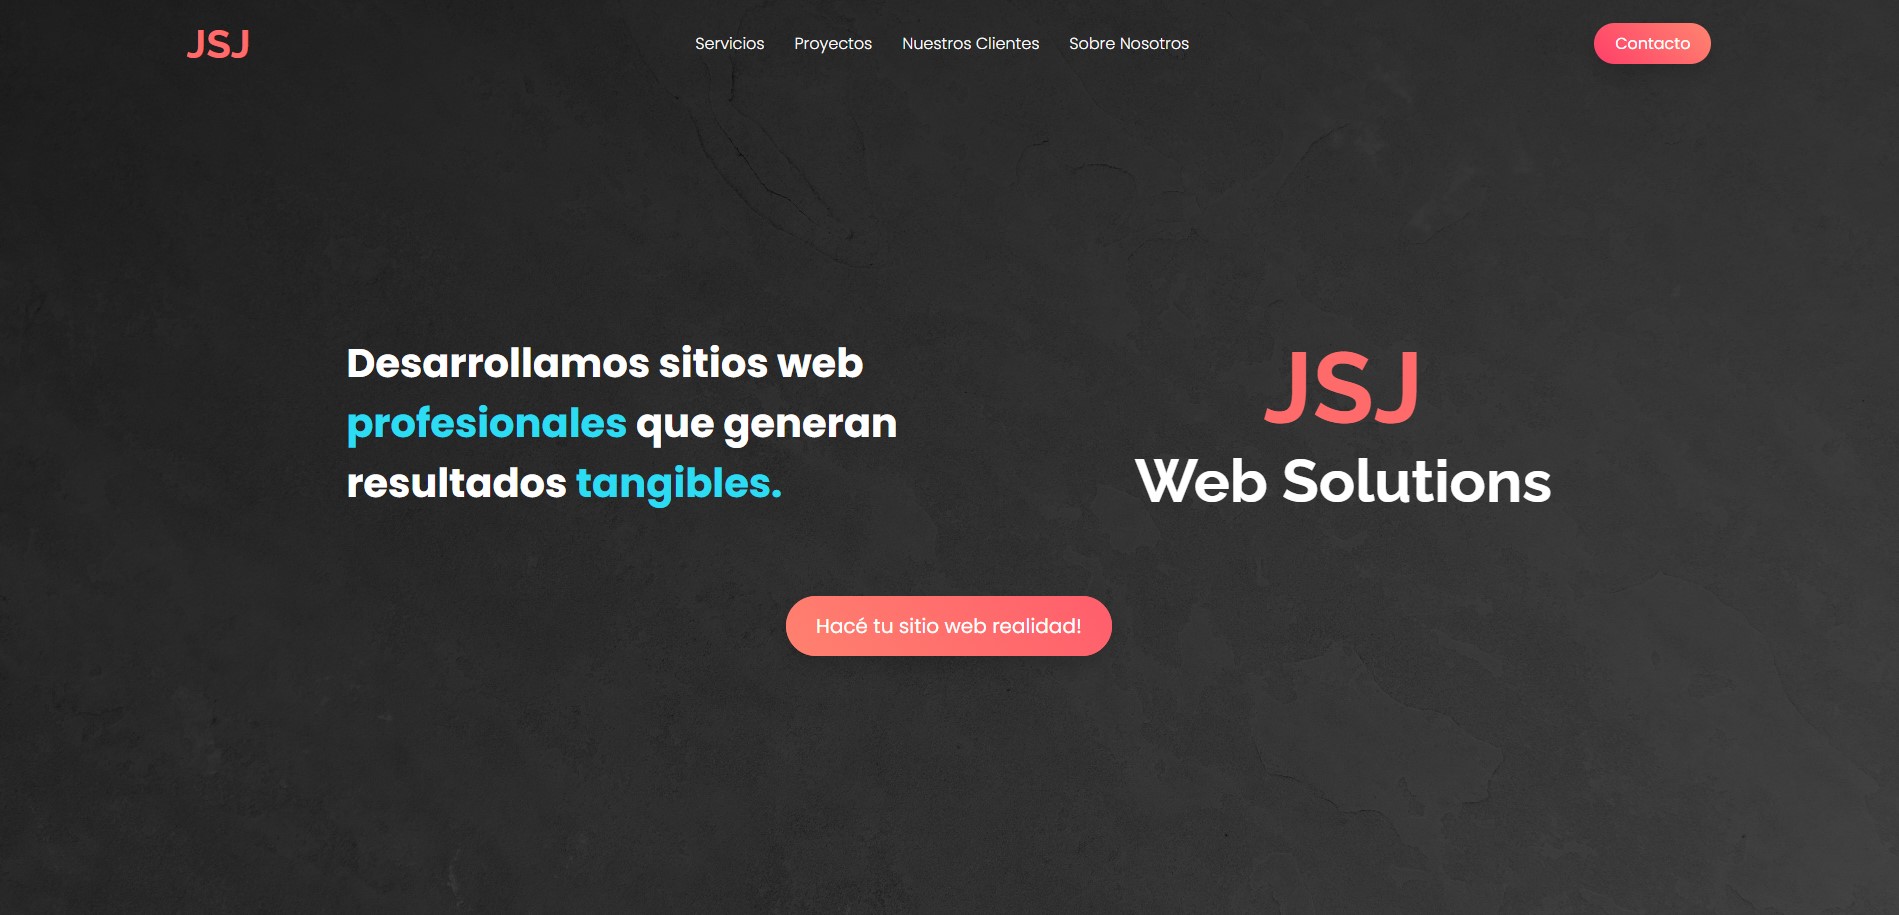 JSJ
Servicios
Proyectos
Nuestros Clientes
Sobre Nosotros
Contacto
Desarrollamos sitios web
profesionales que generan
resultados tangibles.
JSJ
Web Solutions
Hacé tu sitio web realidad!